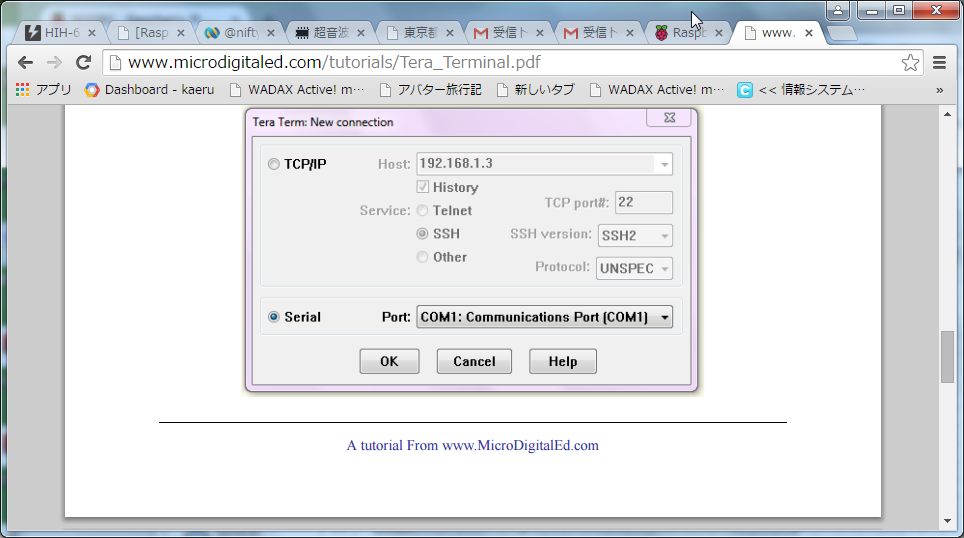 HIH-6
[Rasp
@nifty
超音波
東京都
受信ト
受信ト
Raspb
www.
www.microdigitaled.com/tutorials/Tera_Terminal.pdf
アプリ Dashboard - kaeru WADAX Active! m… アバター旅行記 新しいタブ WADAX Active! m… << 情報システム… »
Tera Term: New connection
TCP/IP Host: 192.168.1.3
History
Service: Telnet TCP port#: 22
SSH SSH version: SSH2
Other Protocol: UNSPEC
Serial Port: COM1: Communications Port (COM1)
OK Cancel Help
A tutorial From www.MicroDigitalEd.com